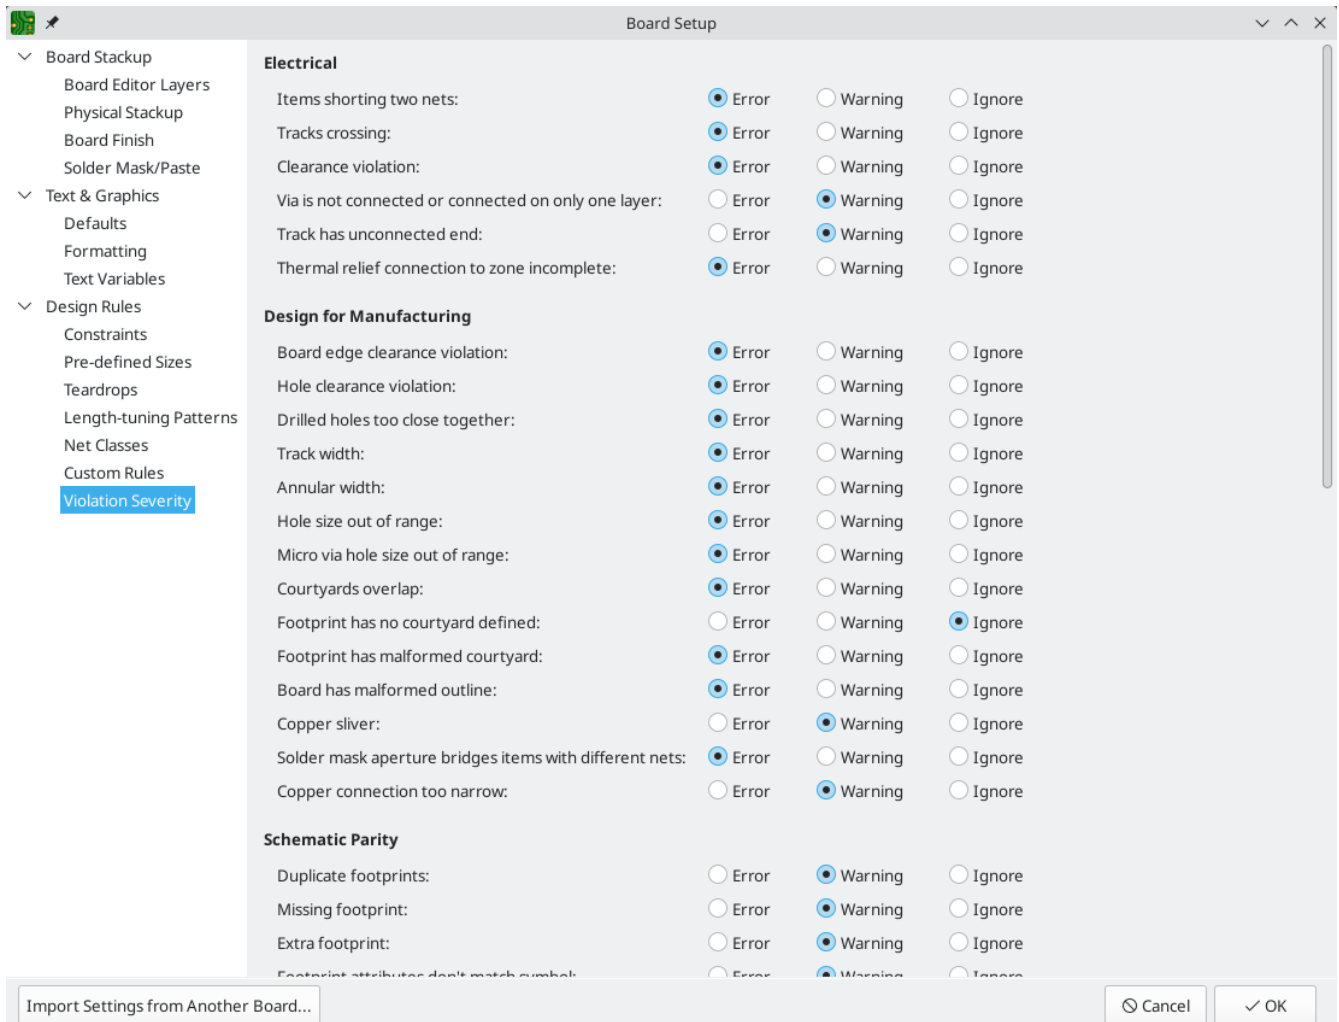 Board Setup
Board Stackup
Board Editor Layers
Physical Stackup
Board Finish
Solder Mask/Paste
Text & Graphics
Defaults
Formatting
Text Variables
Design Rules
Constraints
Pre-defined Sizes
Teardrops
Length-tuning Patterns
Net Classes
Custom Rules
Violation Severity
Electrical
Items shorting two nets: Error Warning Ignore
Tracks crossing: Error Warning Ignore
Clearance violation: Error Warning Ignore
Via is not connected or connected on only one layer: Error Warning Ignore
Track has unconnected end: Error Warning Ignore
Thermal relief connection to zone incomplete: Error Warning Ignore
Design for Manufacturing
Board edge clearance violation: Error Warning Ignore
Hole clearance violation: Error Warning Ignore
Drilled holes too close together: Error Warning Ignore
Track width: Error Warning Ignore
Annular width: Error Warning Ignore
Hole size out of range: Error Warning Ignore
Micro via hole size out of range: Error Warning Ignore
Courtyards overlap: Error Warning Ignore
Footprint has no courtyard defined: Error Warning Ignore
Footprint has malformed courtyard: Error Warning Ignore
Board has malformed outline: Error Warning Ignore
Copper sliver: Error Warning Ignore
Solder mask aperture bridges items with different nets: Error Warning Ignore
Copper connection too narrow: Error Warning Ignore
Schematic Parity
Duplicate footprints: Error Warning Ignore
Missing footprint: Error Warning Ignore
Extra footprint: Error Warning Ignore
Footprint attributes don't match symbol: Error Warning Ignore
Import Settings from Another Board... Cancel OK